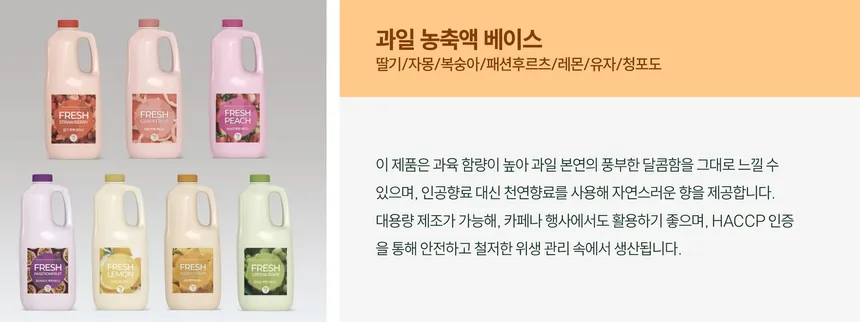 과일 농축액 베이스
딸기/자몽/복숭아/패션후르츠/레몬/유자/청포도
이 제품은 과육 함량이 높아 과일 본연의 풍부한 달콤함을 그대로 느낄 수
있으며, 인공향료 대신 천연향료를 사용해 자연스러운 향을 제공합니다.
대용량 제조가 가능해, 카페나 행사에서도 활용하기 좋으며, HACCP 인증
을 통해 안전하고 철저한 위생 관리 속에서 생산됩니다.
FRESH
STRAWBERRY
FRESH
GRAPEFRUIT
FRESH
PEACH
FRESH
FRESH
LEMON
FRESH
FRESH